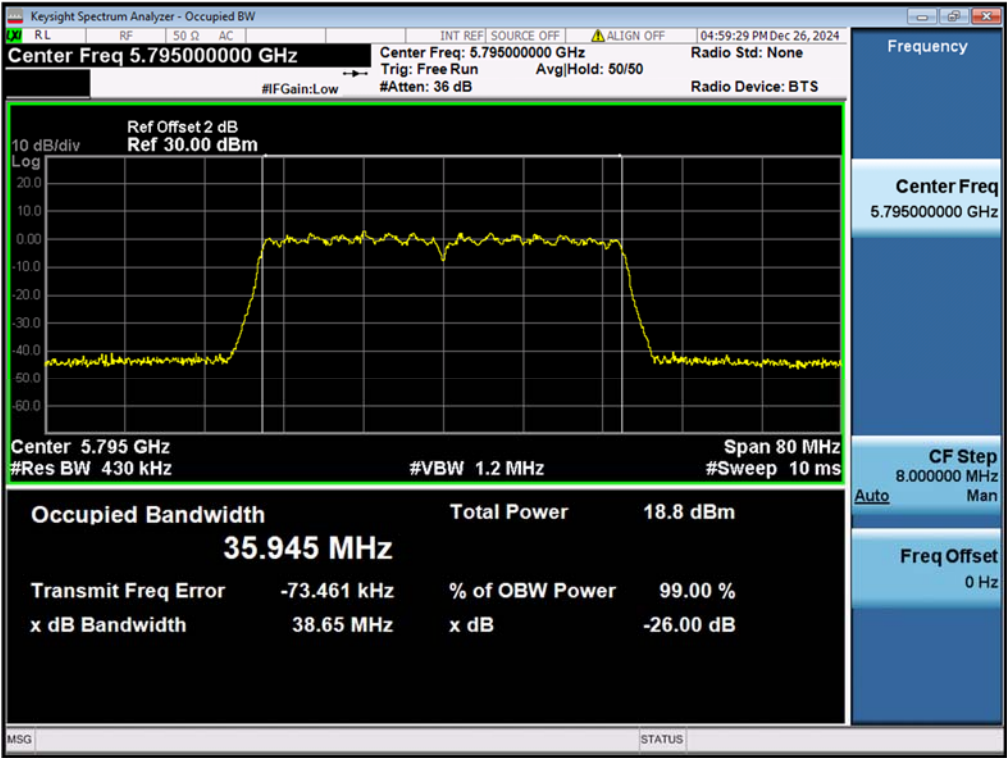 Keysight Spectrum Analyzer - Occupied BW
LXI RL RF 50 Ω AC INT REF SOURCE OFF ALIGN OFF 04:59:29 PM Dec 26, 2024
Center Freq 5.795000000 GHz
Center Freq: 5.795000000 GHz
Radio Std: None
Trig: Free Run Avg|Hold: 50/50
#IFGain:Low
#Atten: 36 dB
Radio Device: BTS
Ref Offset 2 dB
10 dB/div Ref 30.00 dBm
Log
20.0
10.0
0.00
-10.0
-20.0
-30.0
-40.0
-50.0
-60.0
Center 5.795 GHz Span 80 MHz
#Res BW 430 kHz #VBW 1.2 MHz #Sweep 10 ms
Occupied Bandwidth Total Power 18.8 dBm
35.945 MHz
Transmit Freq Error -73.461 kHz % of OBW Power 99.00 %
x dB Bandwidth 38.65 MHz x dB -26.00 dB
MSG STATUS
Frequency
Center Freq
5.795000000 GHz
CF Step
8.000000 MHz
Auto Man
Freq Offset
0 Hz